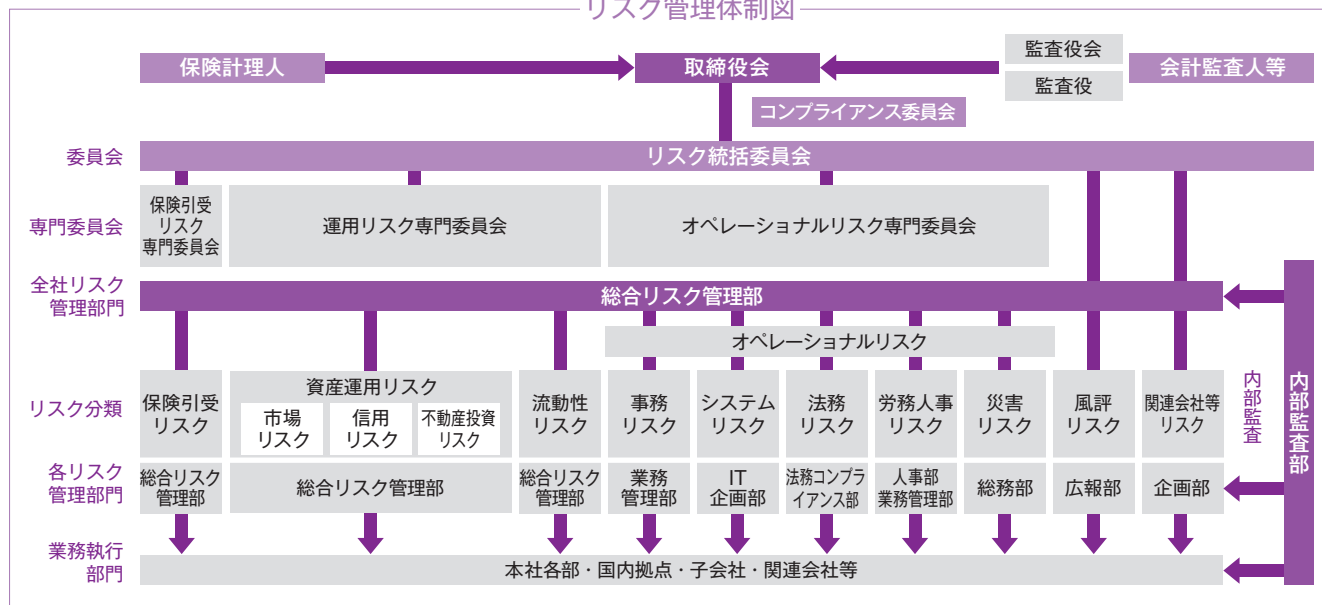 リスク管理体制図
保険計理人
取締役会
監査役会
監査役
会計監査人等
コンプライアンス委員会
委員会
リスク統括委員会
専門委員会
保険引受
リスク
専門委員会
運用リスク専門委員会
オペレーショナルリスク専門委員会
全社リスク
管理部門
総合リスク管理部
オペレーショナルリスク
リスク分類
保険引受
リスク
資産運用リスク
市場
リスク
信用
リスク
不動産投資
リスク
流動性
リスク
事務
リスク
システム
リスク
法務
リスク
労務人事
リスク
災害
リスク
風評
リスク
関連会社等
リスク
内部監査
内部監査部
各リスク
管理部門
総合リスク
管理部
総合リスク管理部
総合リスク
管理部
業務
管理部
IT
企画部
法務コンプラ
イアンス部
人事部
業務管理部
総務部
広報部
企画部
業務執行
部門
本社各部・国内拠点・子会社・関連会社等